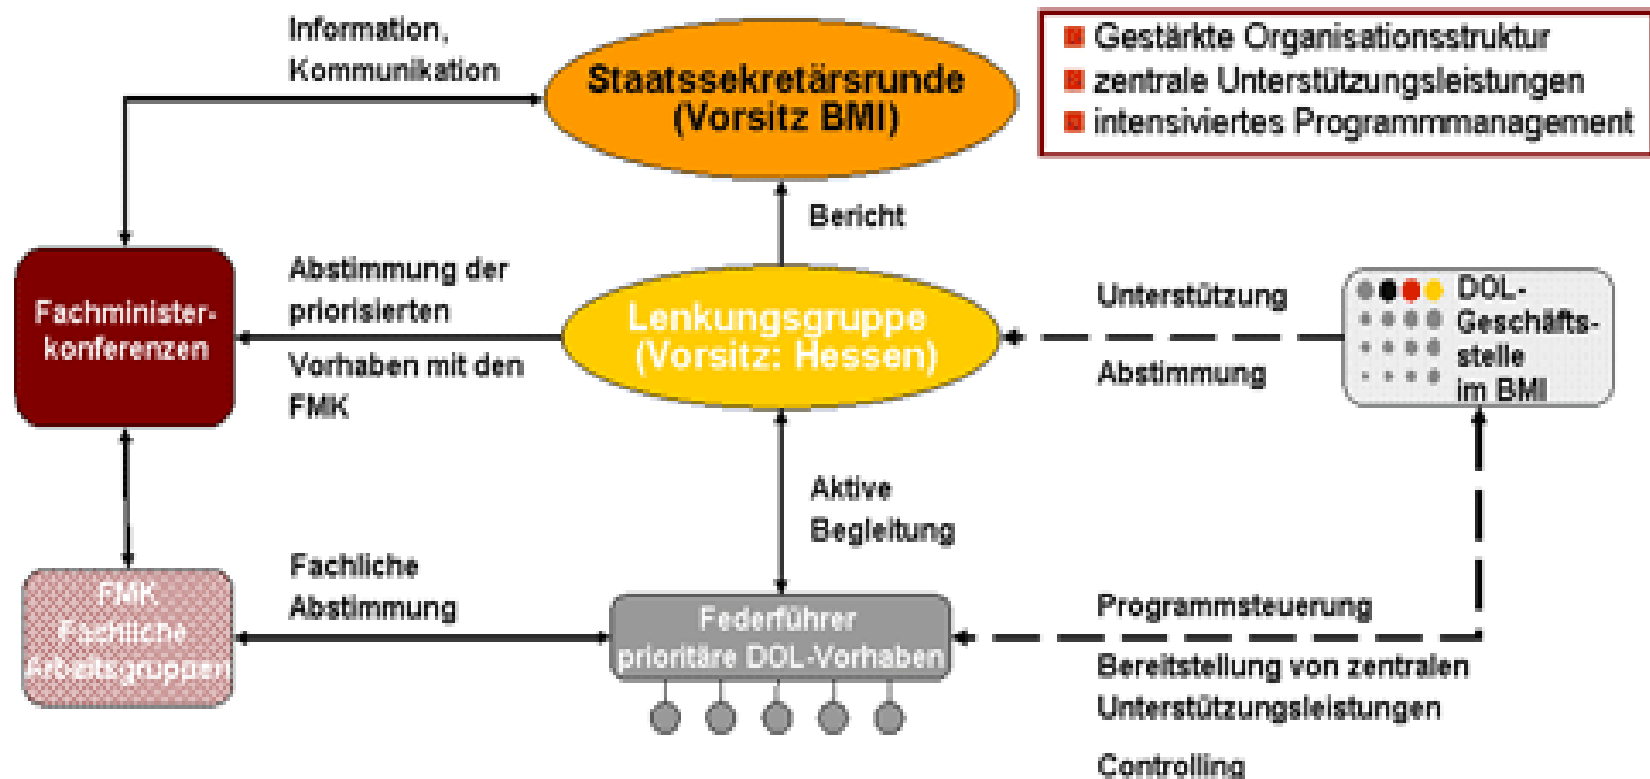 Information,
Kommunikation
Staatssekretärsrunde
(Vorsitz BMI)
Gestärkte Organisationsstruktur
zentrale Unterstützungsleistungen
intensiviertes Programmmanagement
Bericht
Fachminister-
konferenzen
Abstimmung der
priorisierten
Vorhaben mit den
FMK
Lenkungsgruppe
(Vorsitz: Hessen)
Unterstützung
Abstimmung
DOL-
Geschäfts-
stelle
im BMI
Aktive
Begleitung
FMK
Fachliche
Arbeitsgruppen
Fachliche
Abstimmung
Federführer
prioritäre DOL-Vorhaben
Programmsteuerung
Bereitstellung von zentralen
Unterstützungsleistungen
Controlling